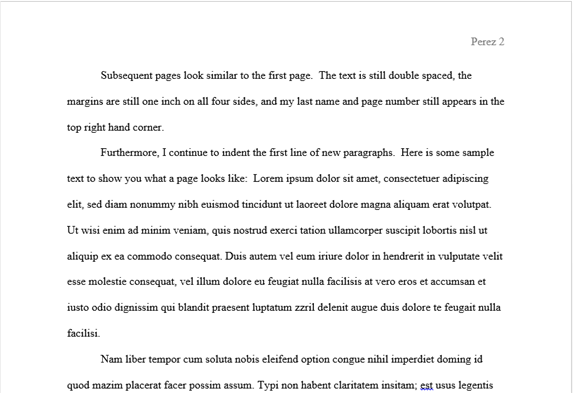 Perez 2
Subsequent pages look similar to the first page.  The text is still double spaced, the
margins are still one inch on all four sides, and my last name and page number still appears in the
top right hand corner.
Furthermore, I continue to indent the first line of new paragraphs.  Here is some sample
text to show you what a page looks like:  Lorem ipsum dolor sit amet, consectetuer adipiscing
elit, sed diam nonummy nibh euismod tincidunt ut laoreet dolore magna aliquam erat volutpat.
Ut wisi enim ad minim veniam, quis nostrud exerci tation ullamcorper suscipit lobortis nisl ut
aliquip ex ea commodo consequat. Duis autem vel eum iriure dolor in hendrerit in vulputate velit
esse molestie consequat, vel illum dolore eu feugiat nulla facilisis at vero eros et accumsan et
iusto odio dignissim qui blandit praesent luptatum zzril delenit augue duis dolore te feugait nulla
facilisi.
Nam liber tempor cum soluta nobis eleifend option congue nihil imperdiet doming id
quod mazim placerat facer possim assum. Typi non habent claritatem insitam; est usus legentis